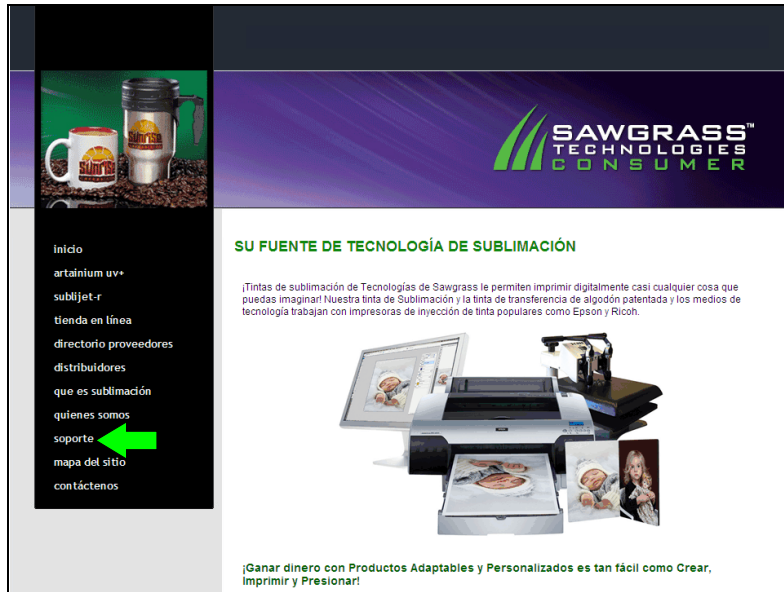 Sunrise
Sunrise
SAWGRASS™
TECHNOLOGIES
CONSUMER
inicio
artainium uv+
sublijet-r
tienda en línea
directorio proveedores
distribuidores
que es sublimación
quienes somos
soporte
mapa del sitio
contáctenos
SU FUENTE DE TECNOLOGÍA DE SUBLIMACIÓN
¡Tintas de sublimación de Tecnologías de Sawgrass le permiten imprimir digitalmente casi cualquier cosa que
puedas imaginar! Nuestra tinta de Sublimación y la tinta de transferencia de algodón patentada y los medios de
tecnología trabajan con impresoras de inyección de tinta populares como Epson y Ricoh.
¡Ganar dinero con Productos Adaptables y Personalizados es tan fácil como Crear,
Imprimir y Presionar!